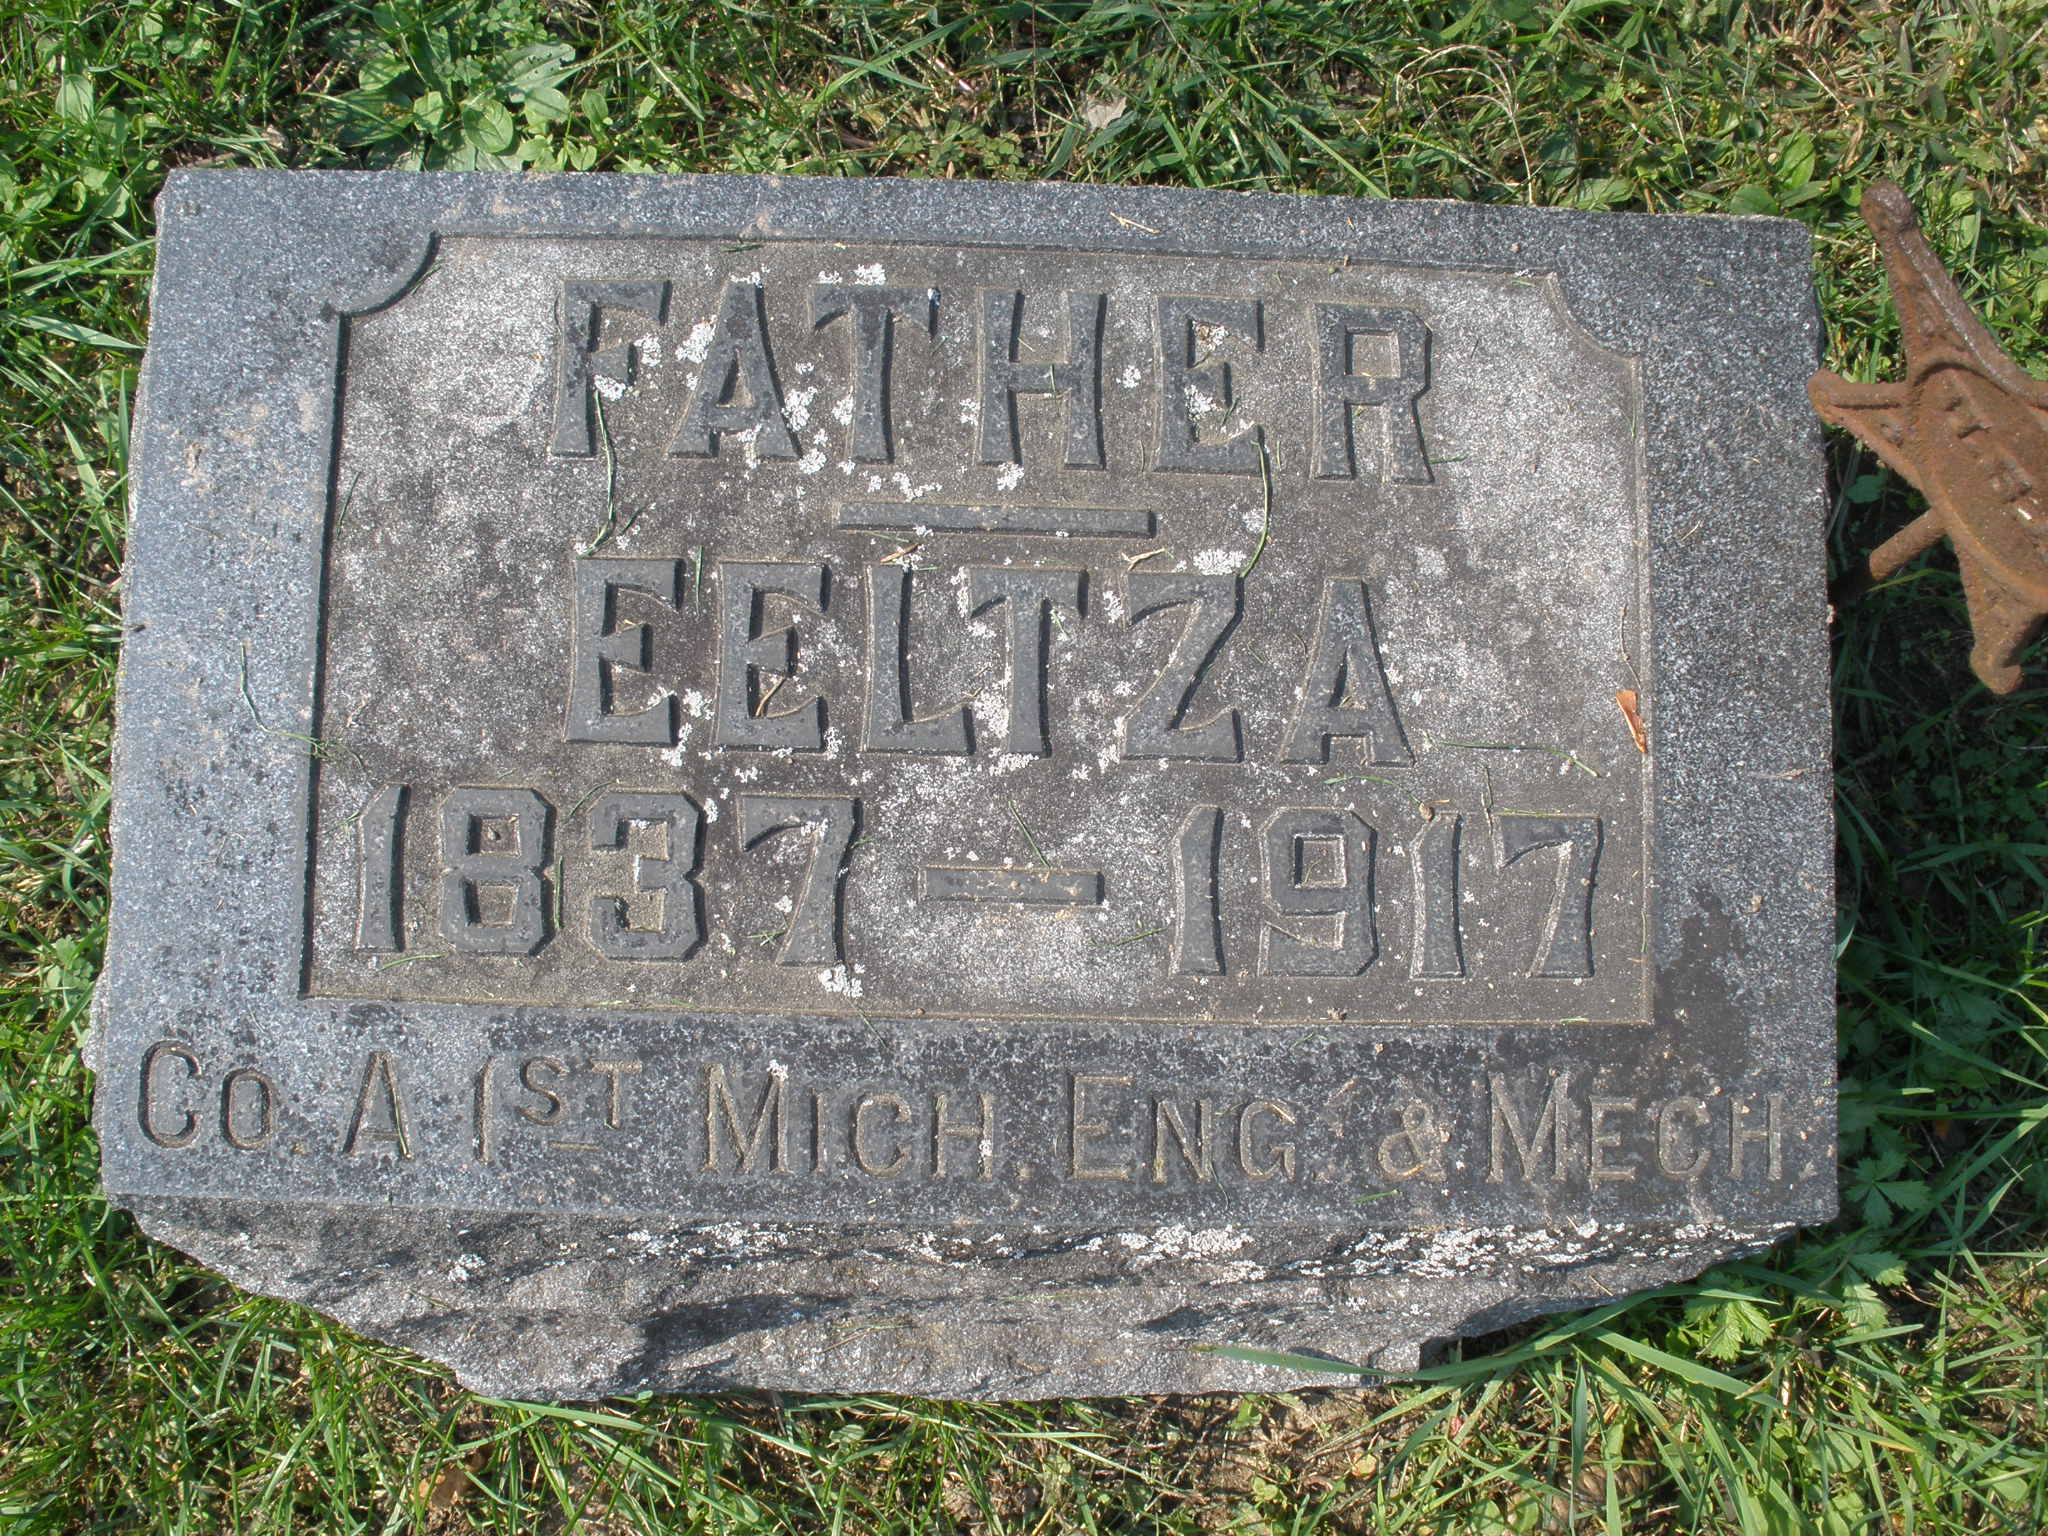 FATHER
EELTZA
1837 — 1917
Co. A 1ST MICH. ENG. & MECH